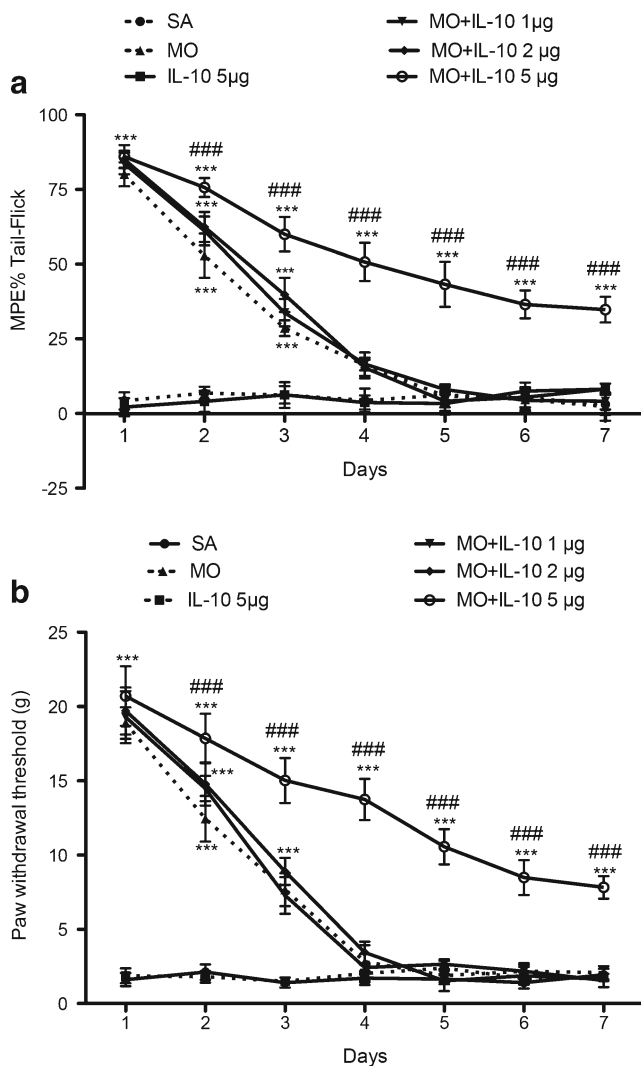 SA
MO
IL-10 5μg
MO+IL-10 1μg
MO+IL-10 2 μg
MO+IL-10 5 μg
a
MPE% Tail-Flick
100
75
50
25
0
-25
***
###
***
***
***
###
***
***
***
###
***
###
***
###
***
###
***
1 2 3 4 5 6 7
Days
SA
MO
IL-10 5μg
MO+IL-10 1 μg
MO+IL-10 2 μg
MO+IL-10 5 μg
b
Paw withdrawal threshold (g)
25
20
15
10
5
0
***
###
***
***
***
###
***
***
###
***
###
***
###
***
###
***
1 2 3 4 5 6 7
Days